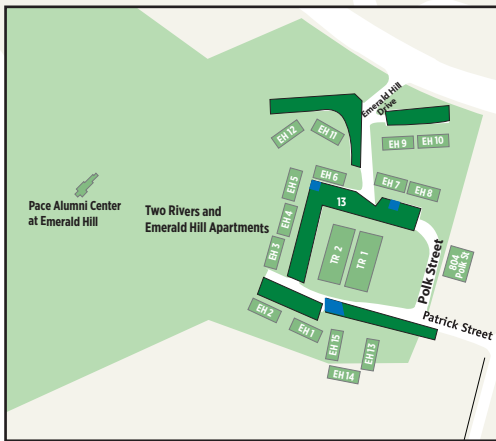 Emerald Hill
Drive
EH 12
EH 11
EH 9
EH 10
EH 5
EH 6
EH 7
EH 8
13
Pace Alumni Center
at Emerald Hill
Two Rivers and
Emerald Hill Apartments
EH 4
EH 3
TR 2
TR 1
Polk Street
804
Polk St
EH 2
EH 1
EH 15
EH 13
EH 14
Patrick Street